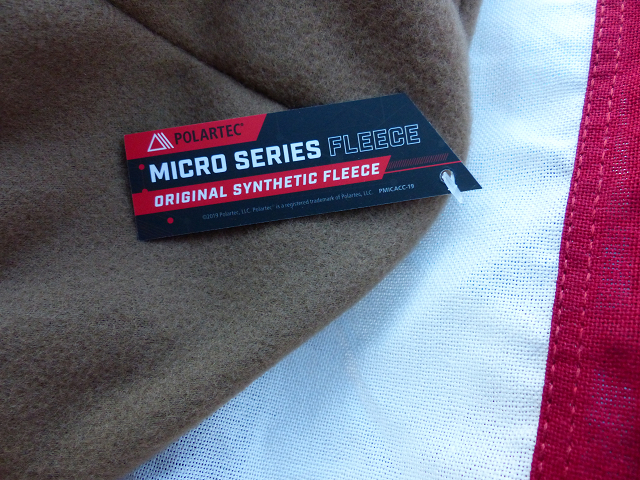 POLARTEC®
MICRO SERIES FLEECE
ORIGINAL SYNTHETIC FLEECE
©2019 Polartec, LLC. Polartec® is a registered trademark of Polartec, LLC. PMICACC-19